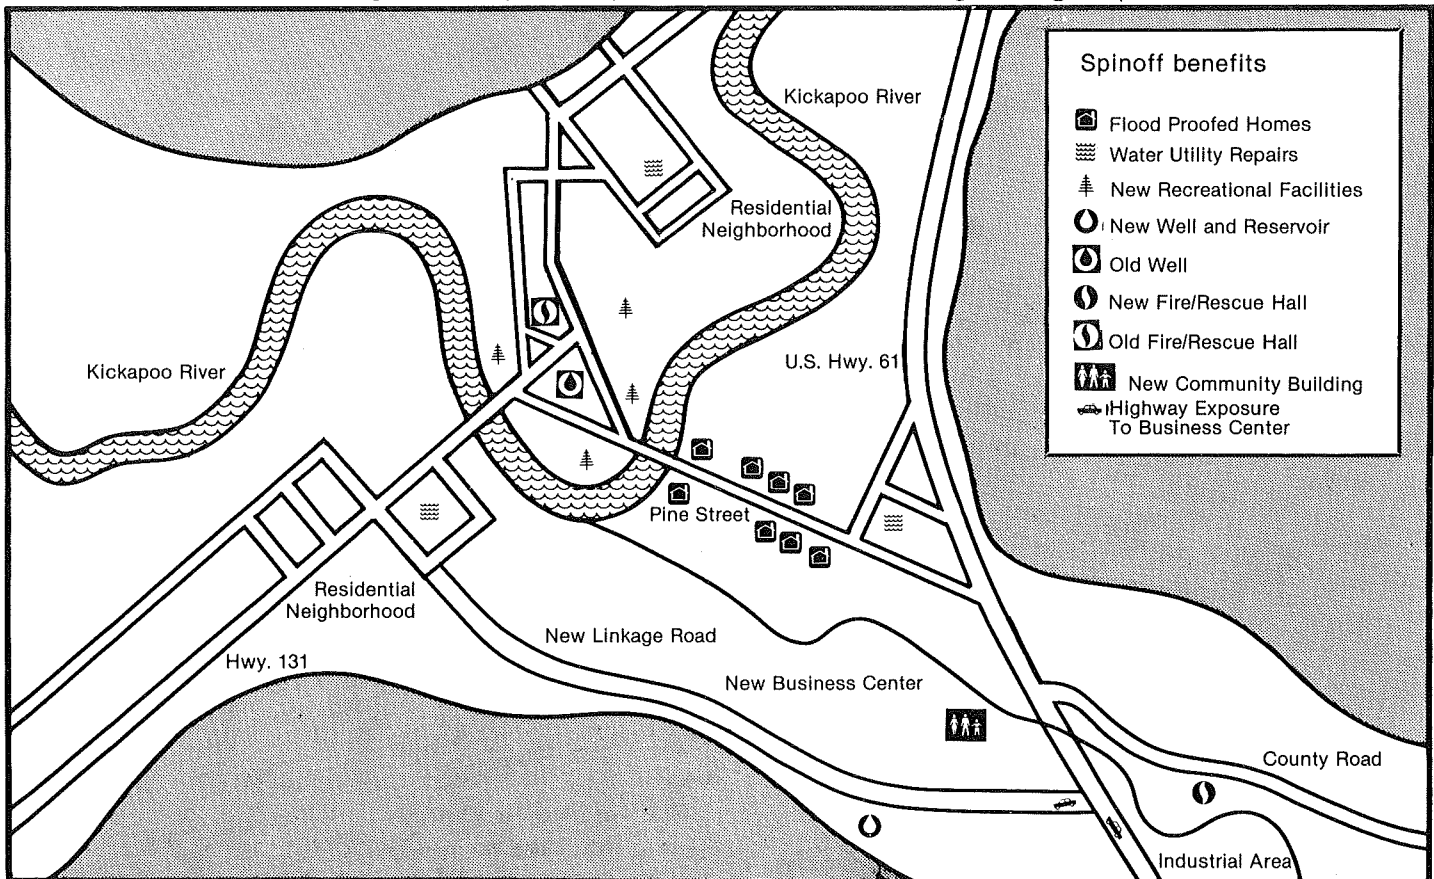 Kickapoo River
Residential
Neighborhood
Kickapoo River
U.S. Hwy. 61
Pine Street
Residential
Neighborhood
Hwy. 131
New Linkage Road
New Business Center
County Road
Industrial Area
Spinoff benefits
Flood Proofed Homes
Water Utility Repairs
New Recreational Facilities
New Well and Reservoir
Old Well
New Fire/Rescue Hall
Old Fire/Rescue Hall
New Community Building
Highway Exposure
To Business Center